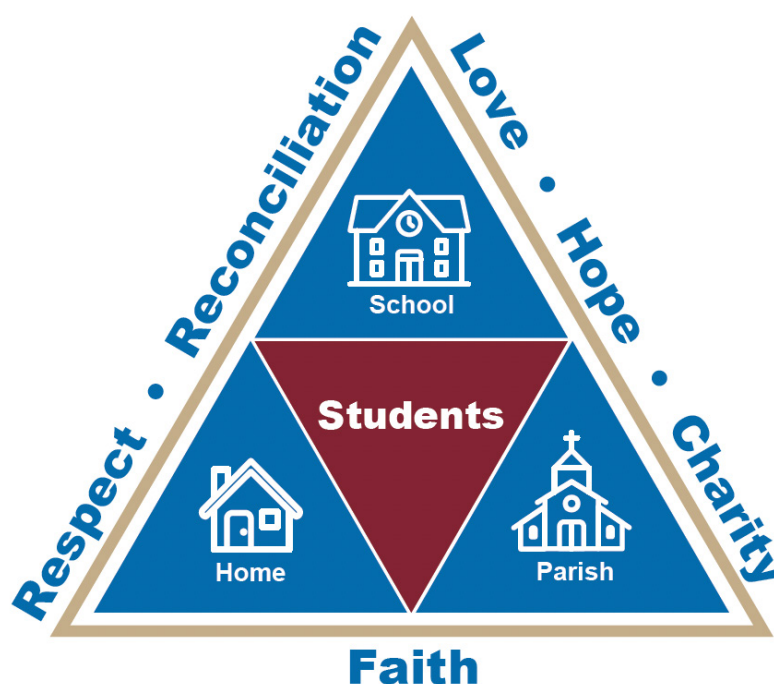 Respect • Reconciliation
Love • Hope • Charity
School
Students
Home
Parish
Faith